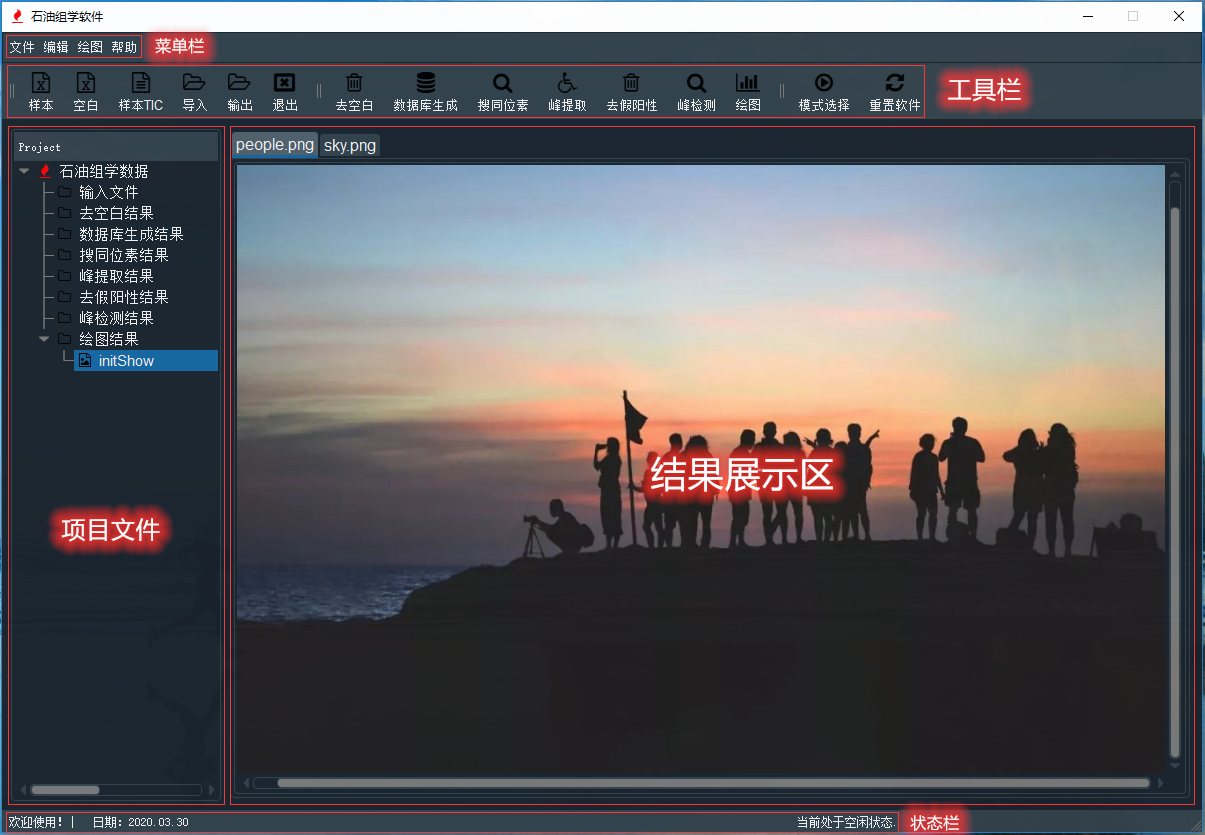 石油组学软件
文件 编辑 绘图 帮助 菜单栏
样本 空白 样本TIC 导入 输出 退出 去空白 数据库生成 搜同位素 峰提取 去假阳性 峰检测 绘图 模式选择 重置软件 工具栏
Project
石油组学数据
输入文件
去空白结果
数据库生成结果
搜同位素结果
峰提取结果
去假阳性结果
峰检测结果
绘图结果
initShow
项目文件
people.png sky.png
结果展示区
欢迎使用！| 日期：2020.03.30 当前处于空闲状态. 状态栏